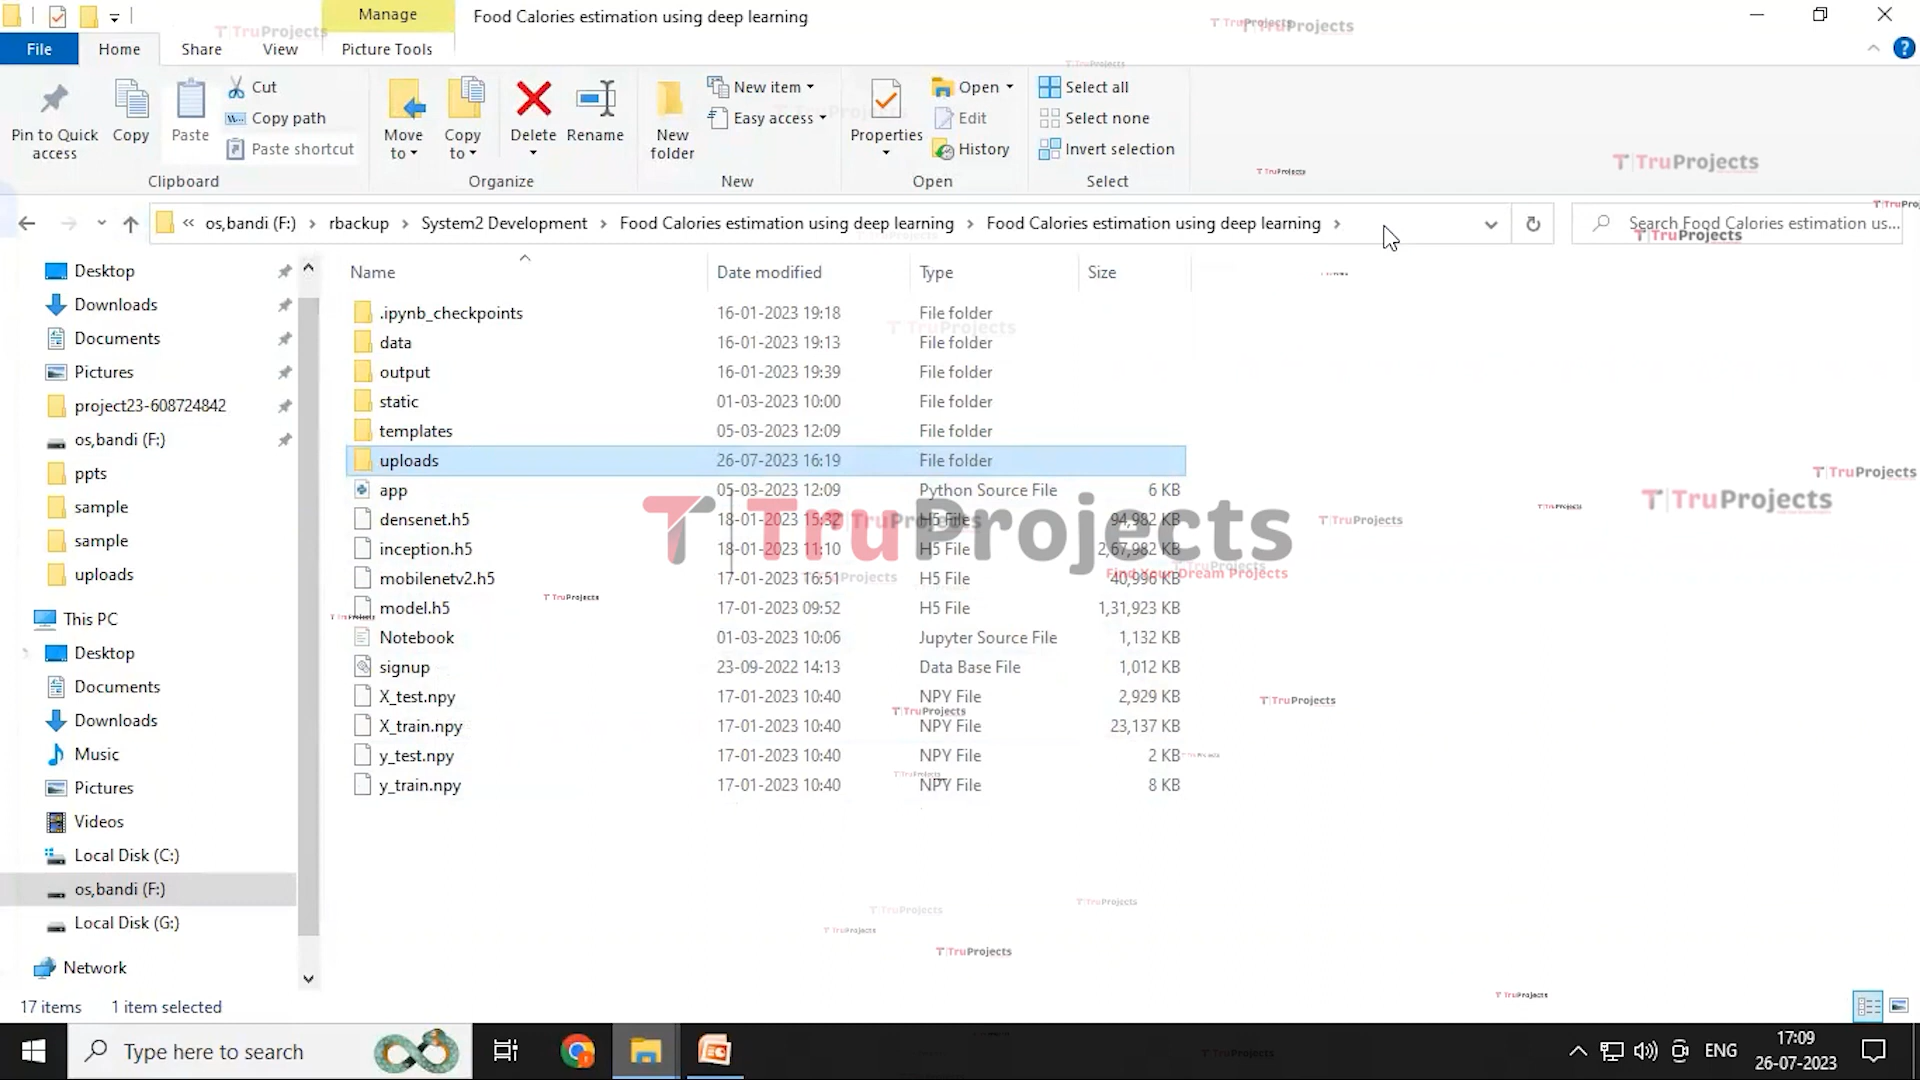 Manage
Food Calories estimation using deep learning
File
Home
Share
View
Picture Tools
Pin to Quick access
Copy
Paste
Cut
Copy path
Paste shortcut
Clipboard
Move to
Copy to
Delete
Rename
Organize
New folder
New item
Easy access
New
Properties
Open
Edit
History
Open
Select all
Select none
Invert selection
Select
« os,bandi (F:) › rbackup › System2 Development › Food Calories estimation using deep learning › Food Calories estimation using deep learning ›
Search Food Calories estimation us...
Desktop
Downloads
Documents
Pictures
project23-608724842
os,bandi (F:)
ppts
sample
sample
uploads
This PC
Desktop
Documents
Downloads
Music
Pictures
Videos
Local Disk (C:)
os,bandi (F:)
Local Disk (G:)
Network
Name Date modified Type Size
.ipynb_checkpoints 16-01-2023 19:18 File folder
data 16-01-2023 19:13 File folder
output 16-01-2023 19:39 File folder
static 01-03-2023 10:00 File folder
templates 05-03-2023 12:09 File folder
uploads 26-07-2023 16:19 File folder
app 05-03-2023 12:09 Python Source File 6 KB
densenet.h5 18-01-2023 15:32 H5 File 94,982 KB
inception.h5 18-01-2023 11:10 H5 File 2,67,982 KB
mobilenetv2.h5 17-01-2023 16:51 H5 File 40,996 KB
model.h5 17-01-2023 09:52 H5 File 1,31,923 KB
Notebook 01-03-2023 10:06 Jupyter Source File 1,132 KB
signup 23-09-2022 14:13 Data Base File 1,012 KB
X_test.npy 17-01-2023 10:40 NPY File 2,929 KB
X_train.npy 17-01-2023 10:40 NPY File 23,137 KB
y_test.npy 17-01-2023 10:40 NPY File 2 KB
y_train.npy 17-01-2023 10:40 NPY File 8 KB
TruProjects
Find Your Dream Projects
17 items 1 item selected
Type here to search
ENG
17:09
26-07-2023